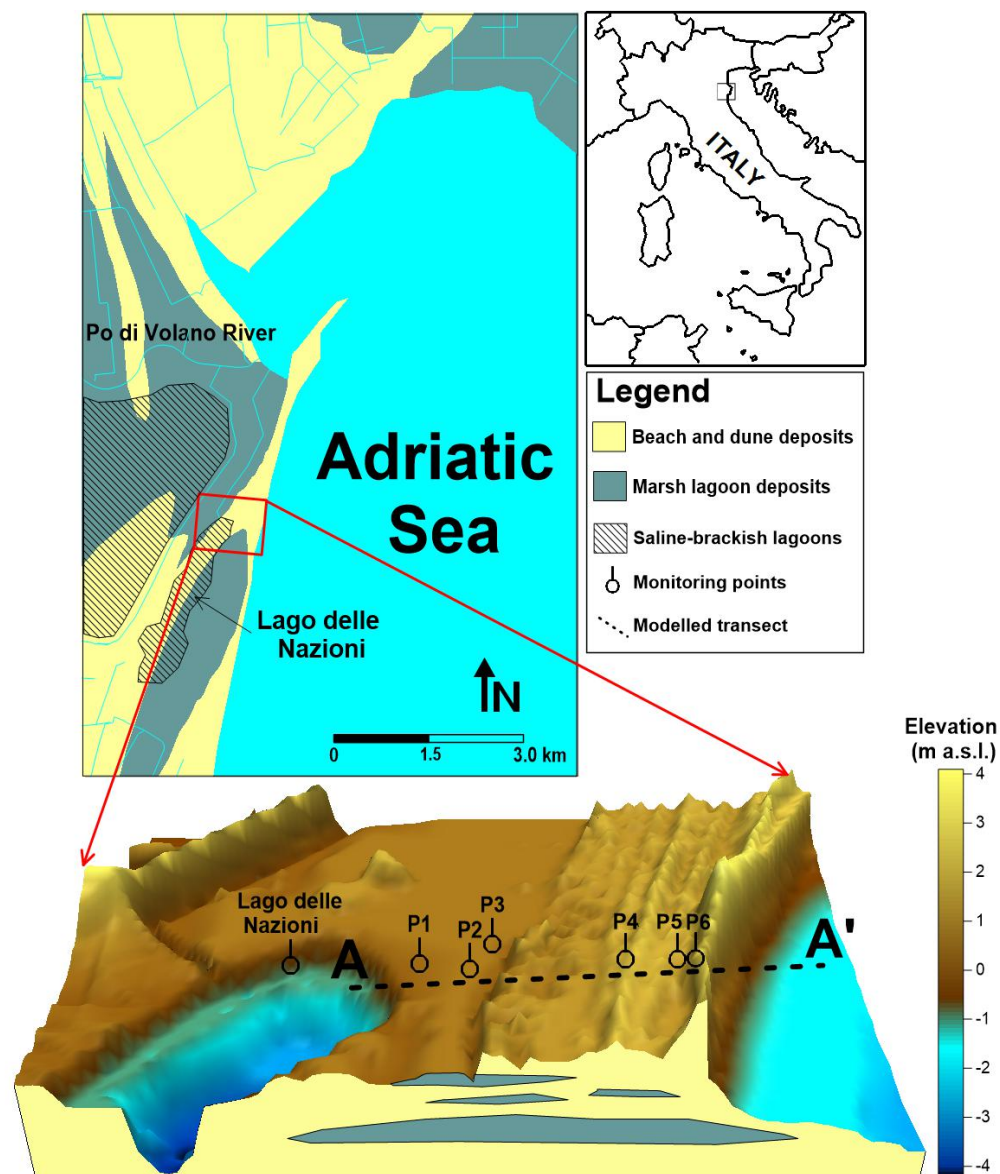 ITALY
Po di Volano River
Adriatic
Sea
Lago delle
Nazioni
N
0
1.5
3.0 km
Legend
Beach and dune deposits
Marsh lagoon deposits
Saline-brackish lagoons
Monitoring points
Modelled transect
Elevation
(m a.s.l.)
4
3
2
1
0
-1
-2
-3
-4
Lago delle
Nazioni
A
P1
P2
P3
P4
P5
P6
A'